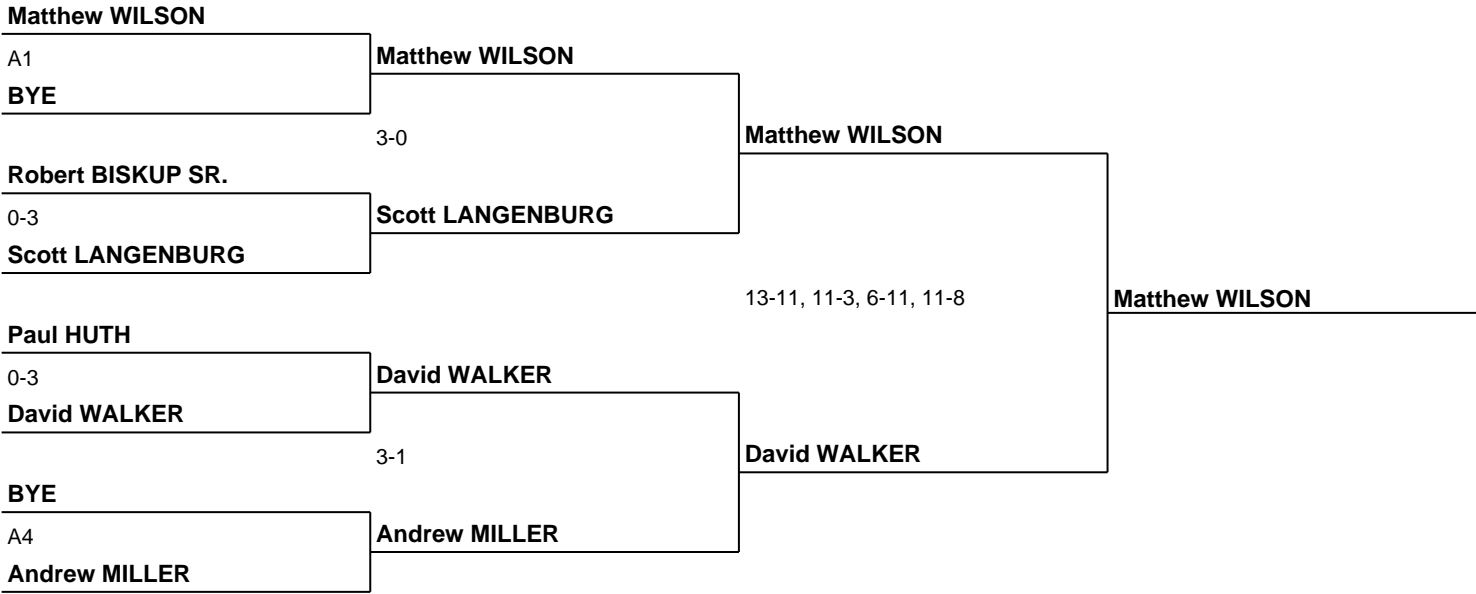 Matthew WILSON
A1
BYE
Robert BISKUP SR.
0-3
Scott LANGENBURG
Paul HUTH
0-3
David WALKER
BYE
A4
Andrew MILLER
Matthew WILSON
3-0
Scott LANGENBURG
David WALKER
3-1
Andrew MILLER
Matthew WILSON
13-11, 11-3, 6-11, 11-8
David WALKER
Matthew WILSON